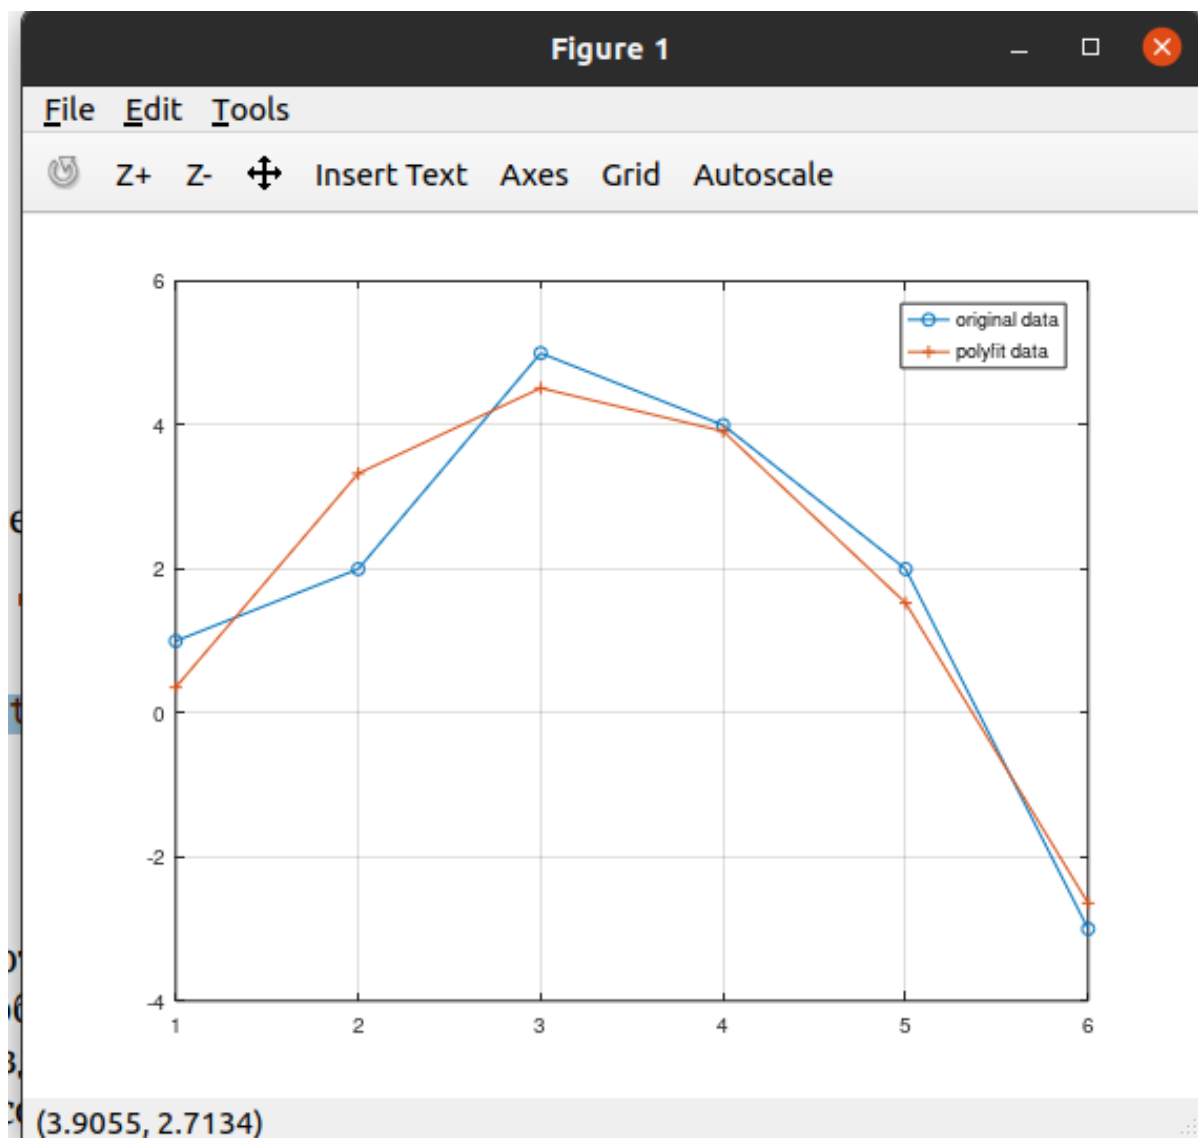 Figure 1
File Edit Tools
Z+ Z- Insert Text Axes Grid Autoscale
6
original data
polyfit data
4
2
0
-2
-4
1 2 3 4 5 6
(3.9055, 2.7134)